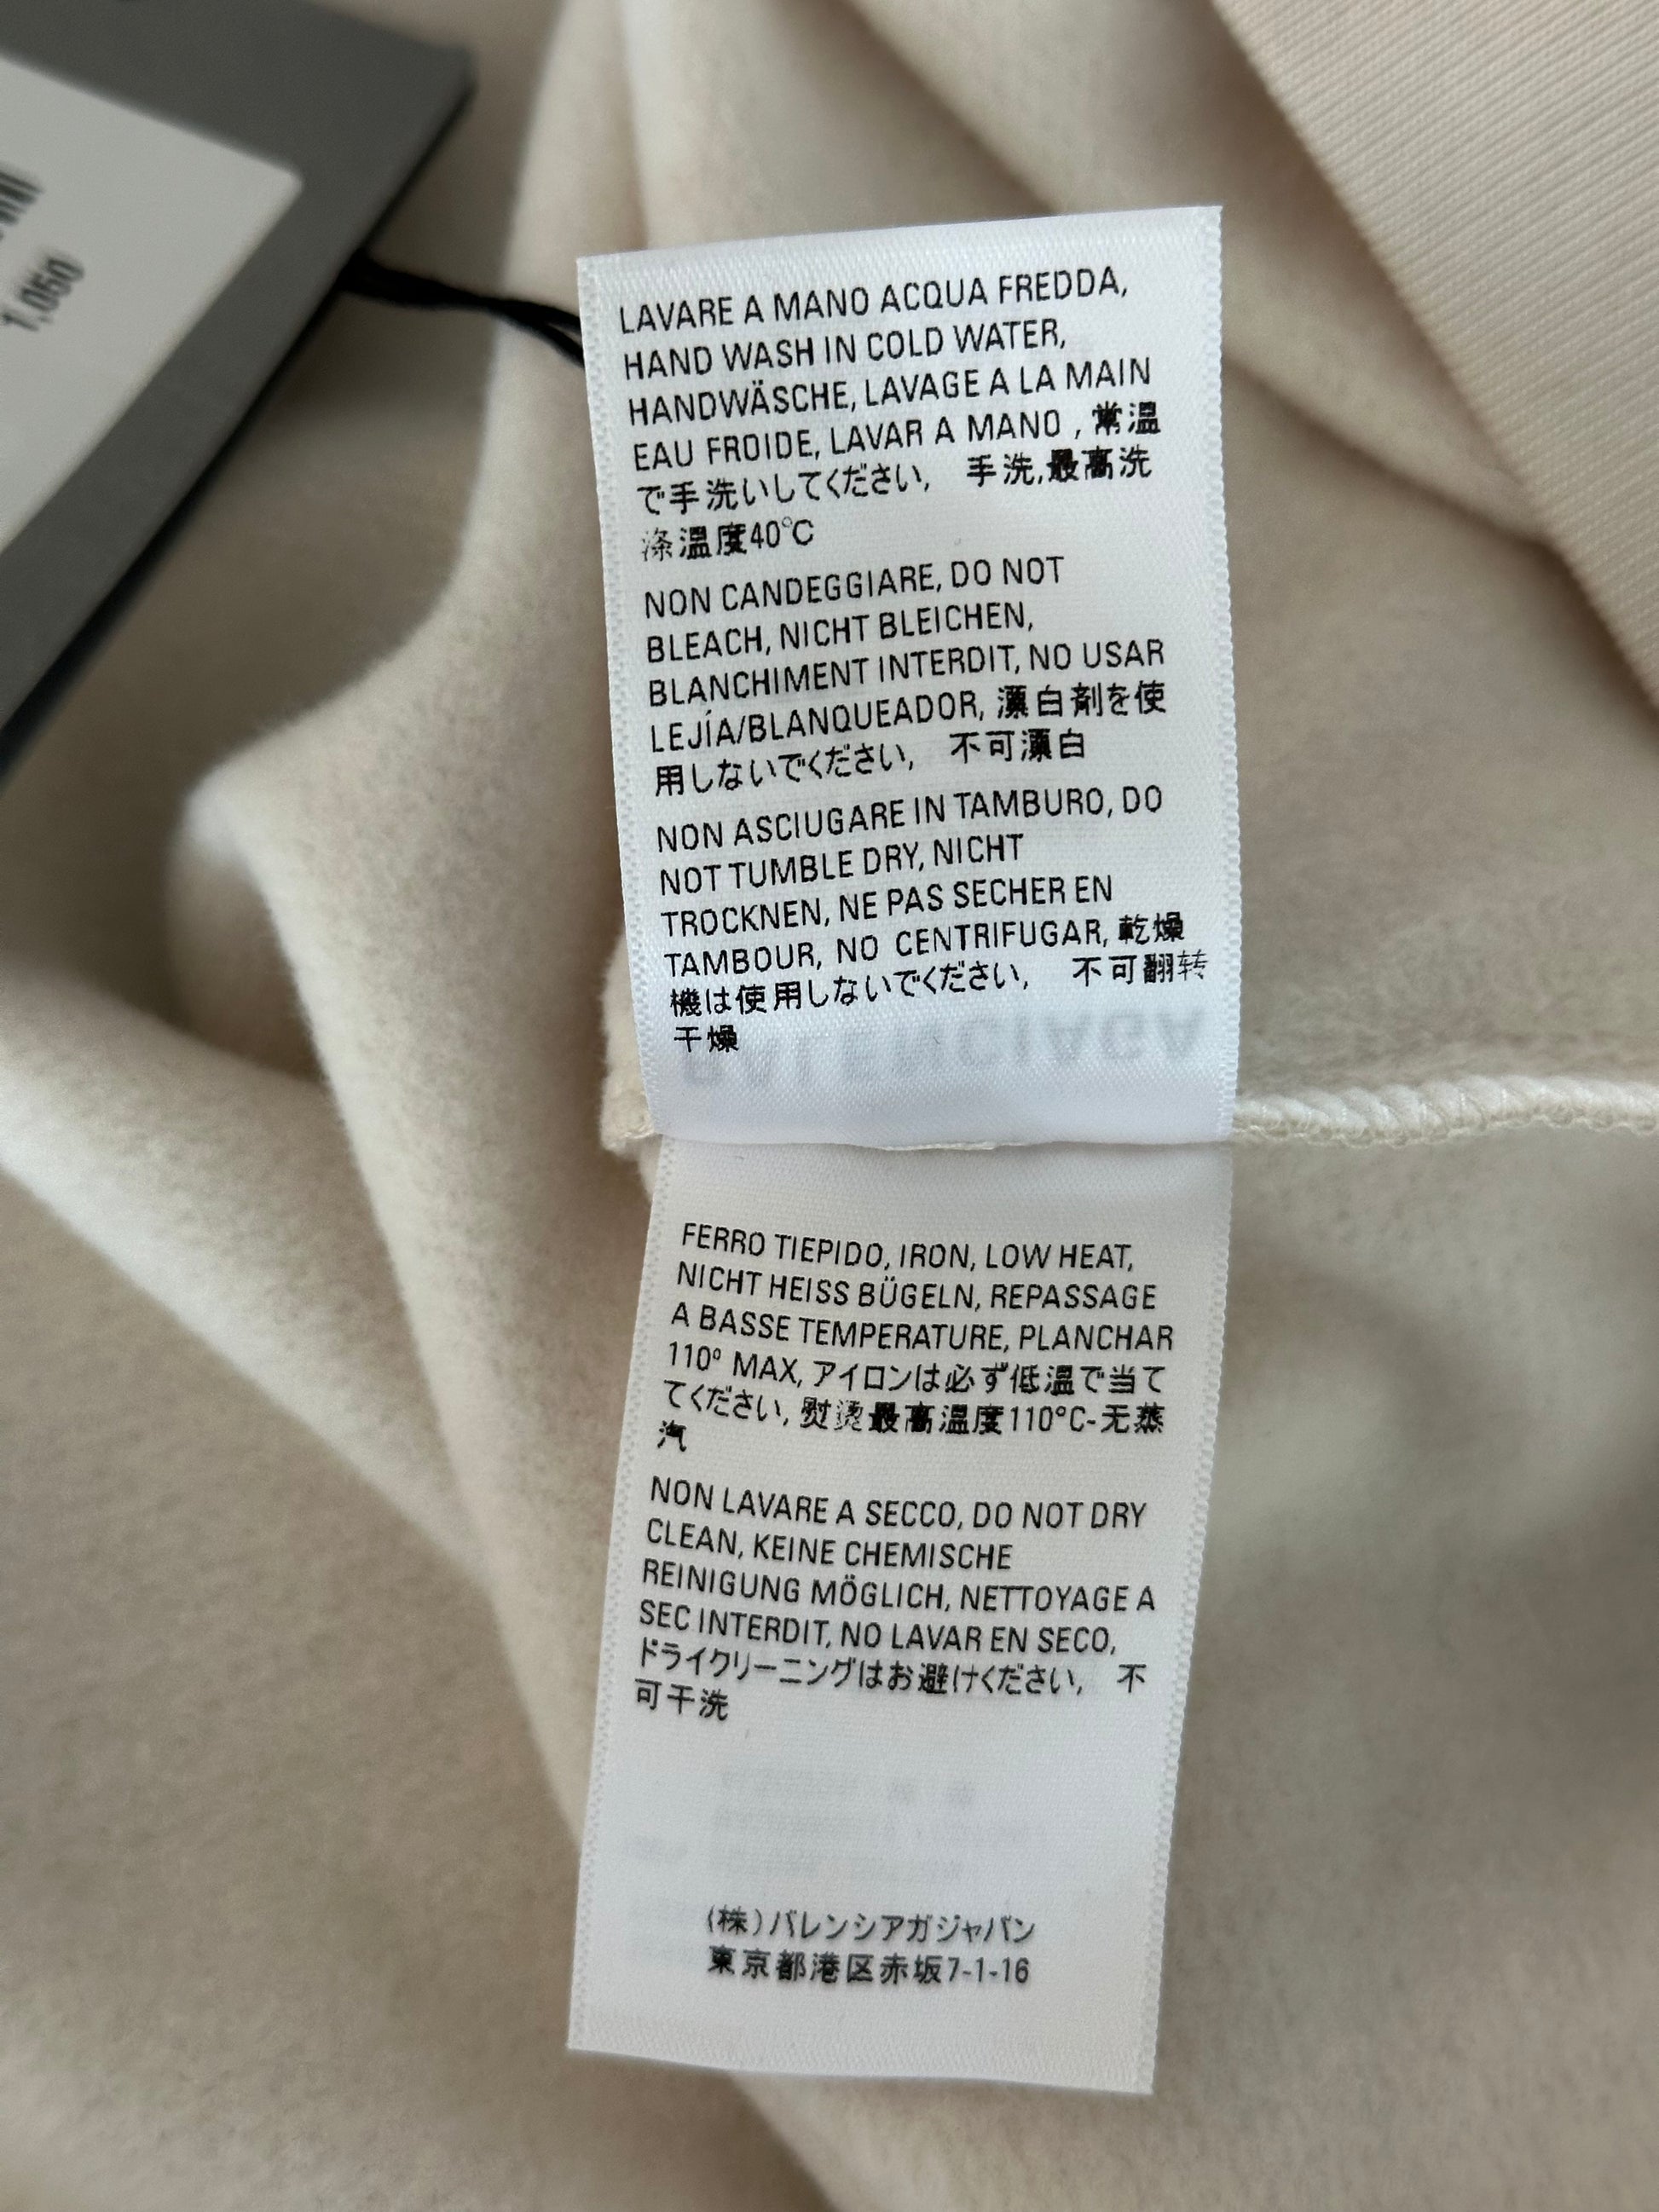 1,050
LAVARE A MANO ACQUA FREDDA,
HAND WASH IN COLD WATER,
HANDWÄSCHE, LAVAGE A LA MAIN
EAU FROIDE, LAVAR A MANO , 常温
で手洗いしてください, 手洗,最高洗
涤温度40℃
NON CANDEGGIARE, DO NOT
BLEACH, NICHT BLEICHEN,
BLANCHIMENT INTERDIT, NO USAR
LEJÍA/BLANQUEADOR, 漂白剤を使
用しないでください, 不可漂白
NON ASCIUGARE IN TAMBURO, DO
NOT TUMBLE DRY, NICHT
TROCKNEN, NE PAS SECHER EN
TAMBOUR, NO CENTRIFUGAR, 乾燥
機は使用しないでください, 不可翻转
干燥
FERRO TIEPIDO, IRON, LOW HEAT,
NICHT HEISS BÜGELN, REPASSAGE
A BASSE TEMPERATURE, PLANCHAR
110º MAX, アイロンは必ず低温で当て
てください, 熨烫最高温度110°C-无蒸
汽
NON LAVARE A SECCO, DO NOT DRY
CLEAN, KEINE CHEMISCHE
REINIGUNG MÖGLICH, NETTOYAGE A
SEC INTERDIT, NO LAVAR EN SECO,
ドライクリーニングはお避けください, 不
可干洗
(株)バレンシアガジャパン
東京都港区赤坂7-1-16